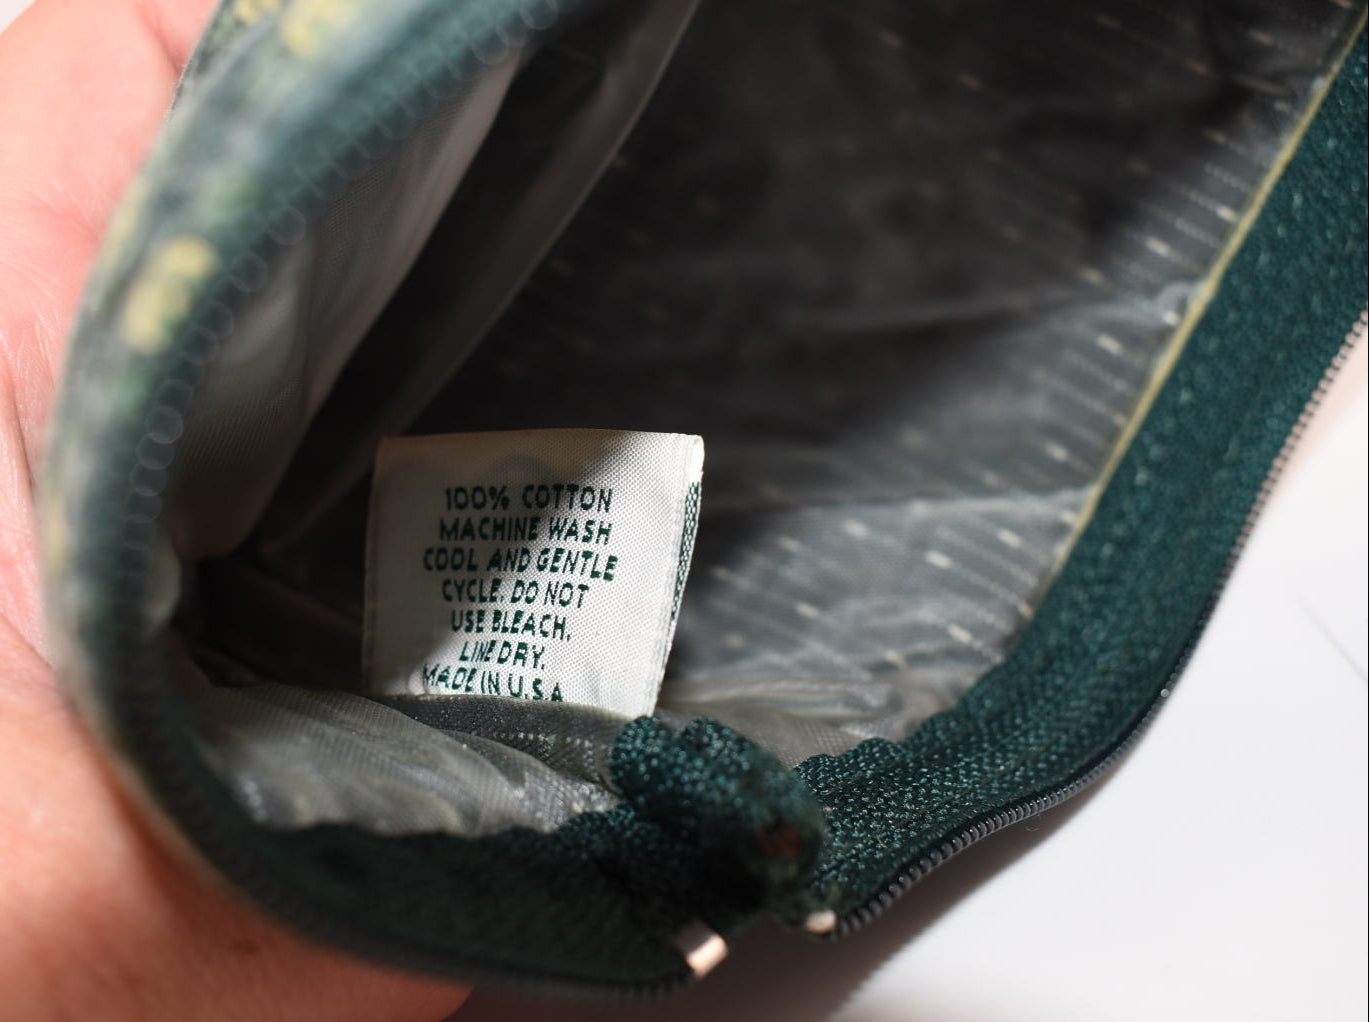 100% COTTON
MACHINE WASH
COOL AND GENTLE
CYCLE. DO NOT
USE BLEACH.
LINE DRY.
MADE IN U.S.A